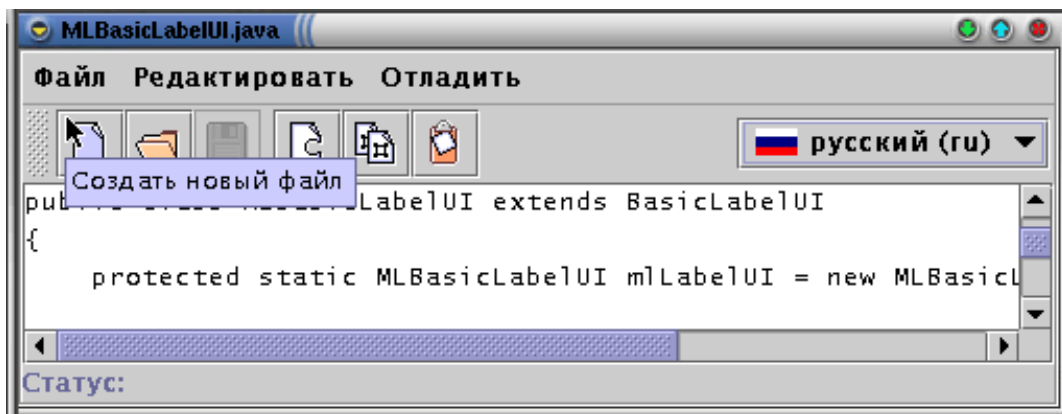 MLBasicLabelUI.java
Файл Редактировать Отладить
русский (ru)
Создать новый файл
LabelUI extends BasicLabelUI
{
protected static MLBasicLabelUI mlLabelUI = new MLBasicL
Статус: